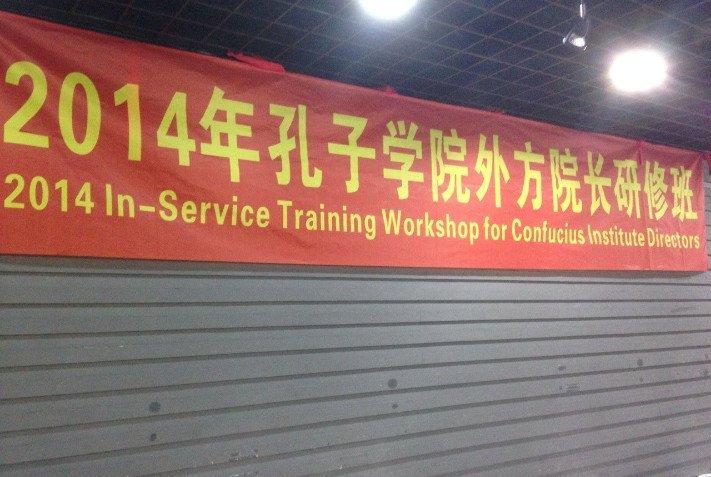 2014年孔子学院外方院长研修班
2014 In-Service Training Workshop for Confucius Institute Directors